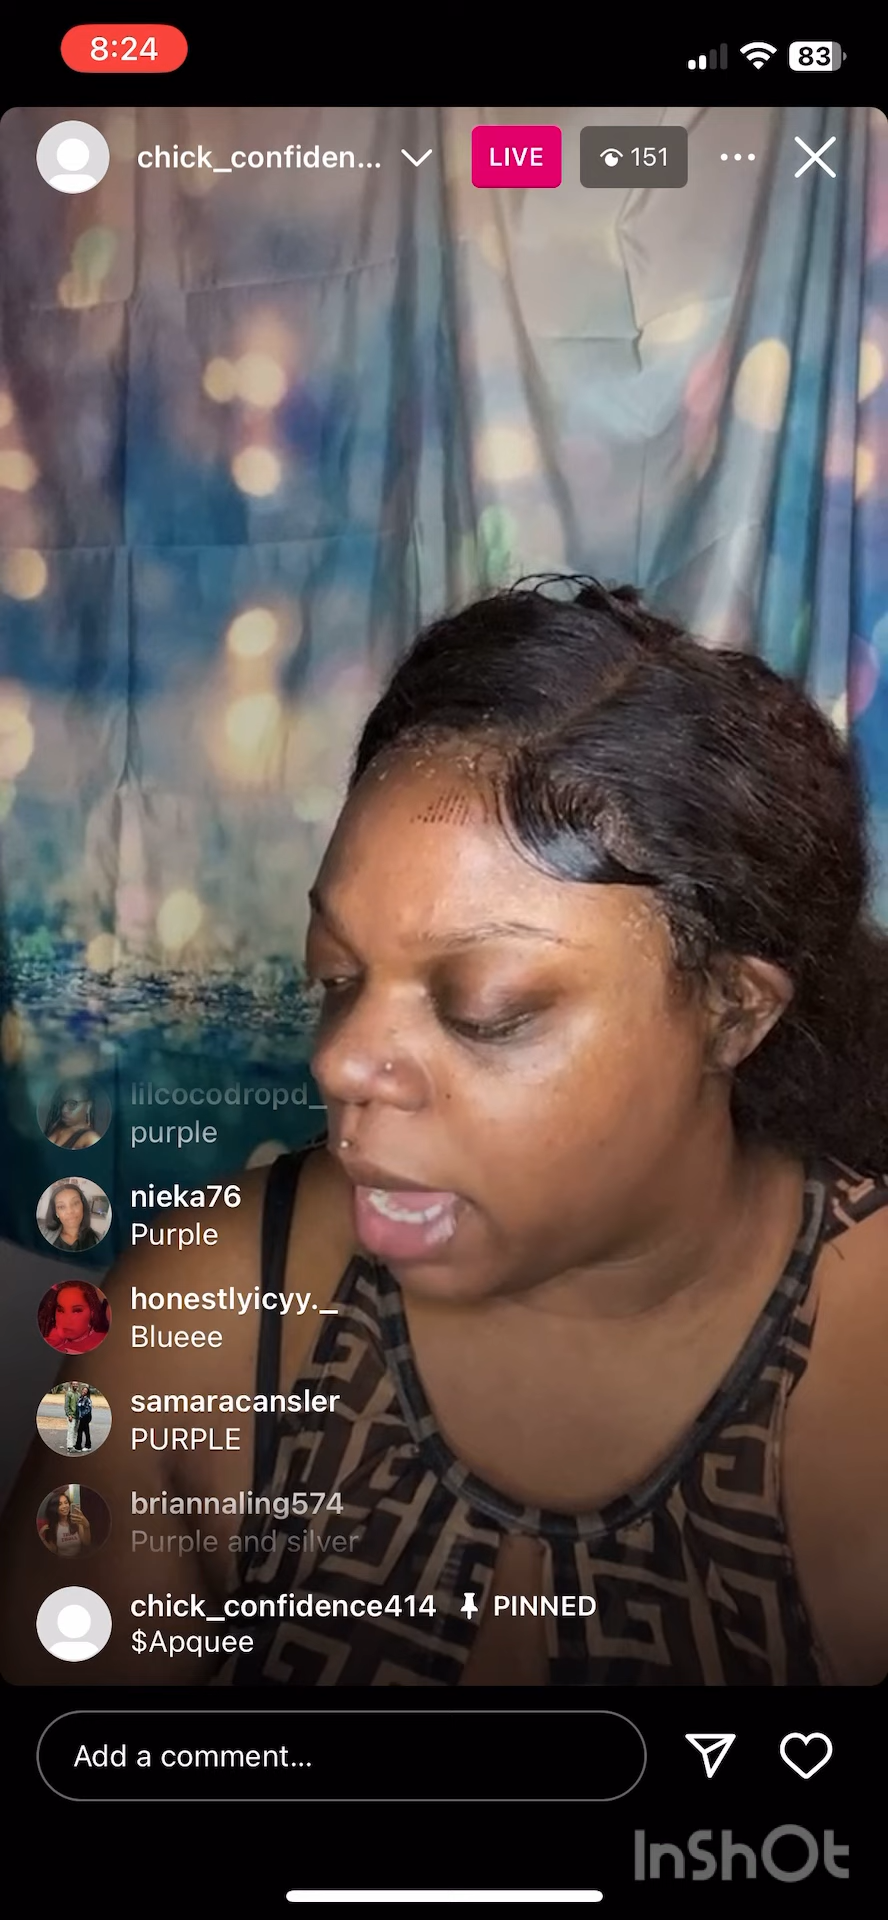 8:24
83
chick_confiden...
LIVE
151
lilcocodropd_
purple
nieka76
Purple
honestlyicyy._
Blueee
samaracansler
PURPLE
briannaling574
Purple and silver
chick_confidence414 PINNED
$Apquee
Add a comment...
InShOt